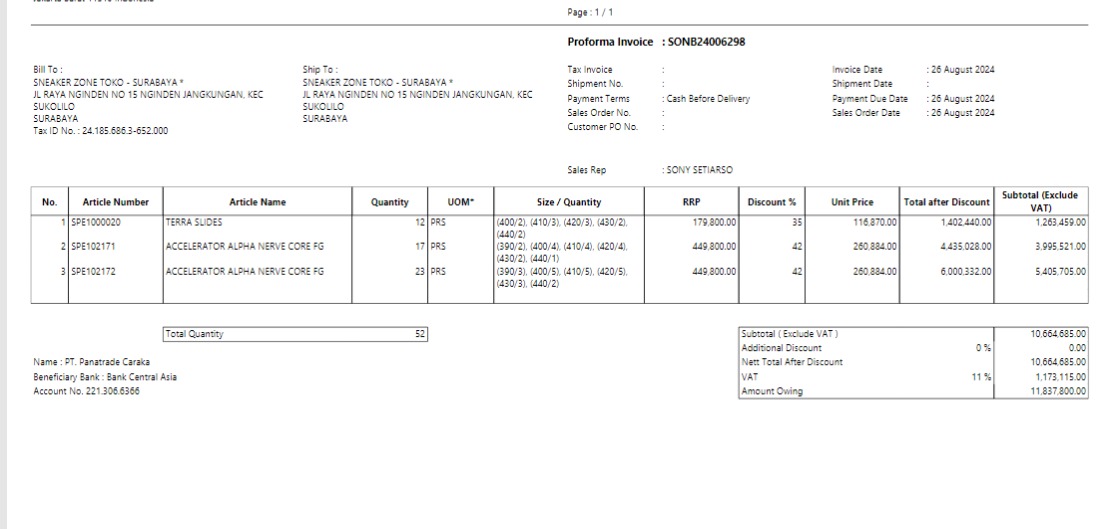 Page : 1 / 1
Proforma Invoice : SONB24006298
Bill To :
SNEAKER ZONE TOKO - SURABAYA *
JL RAYA NGINDEN NO 15 NGINDEN JANGKUNGAN, KEC
SUKOLILO
SURABAYA
Tax ID No. : 24.185.686.3-652.000
Ship To :
SNEAKER ZONE TOKO - SURABAYA *
JL RAYA NGINDEN NO 15 NGINDEN JANGKUNGAN, KEC
SUKOLILO
SURABAYA
Tax Invoice :
Shipment No. :
Payment Terms : Cash Before Delivery
Sales Order No. :
Customer PO No. :
Invoice Date : 26 August 2024
Shipment Date :
Payment Due Date : 26 August 2024
Sales Order Date : 26 August 2024
Sales Rep : SONY SETIARSO
No. Article Number Article Name Quantity UOM* Size / Quantity RRP Discount % Unit Price Total after Discount Subtotal (Exclude VAT)
1 SPE1000020 TERRA SLIDES 12 PRS (400/2), (410/3), (420/3), (430/2), 179,800.00 35 116,870.00 1,402,440.00 1,263,459.00
(440/2)
2 SPE102171 ACCELERATOR ALPHA NERVE CORE FG 17 PRS (390/2), (400/4), (410/4), (420/4), 449,800.00 42 260,884.00 4,435,028.00 3,995,521.00
(430/2), (440/1)
3 SPE102172 ACCELERATOR ALPHA NERVE CORE FG 23 PRS (390/3), (400/5), (410/5), (420/5), 449,800.00 42 260,884.00 6,000,332.00 5,405,705.00
(430/3), (440/2)
Total Quantity 52
Subtotal ( Exclude VAT ) 10,664,685.00
Additional Discount 0 % 0.00
Nett Total After Discount 10,664,685.00
VAT 11 % 1,173,115.00
Amount Owing 11,837,800.00
Name : PT. Panatrade Caraka
Beneficiary Bank : Bank Central Asia
Account No. 221.306.6366